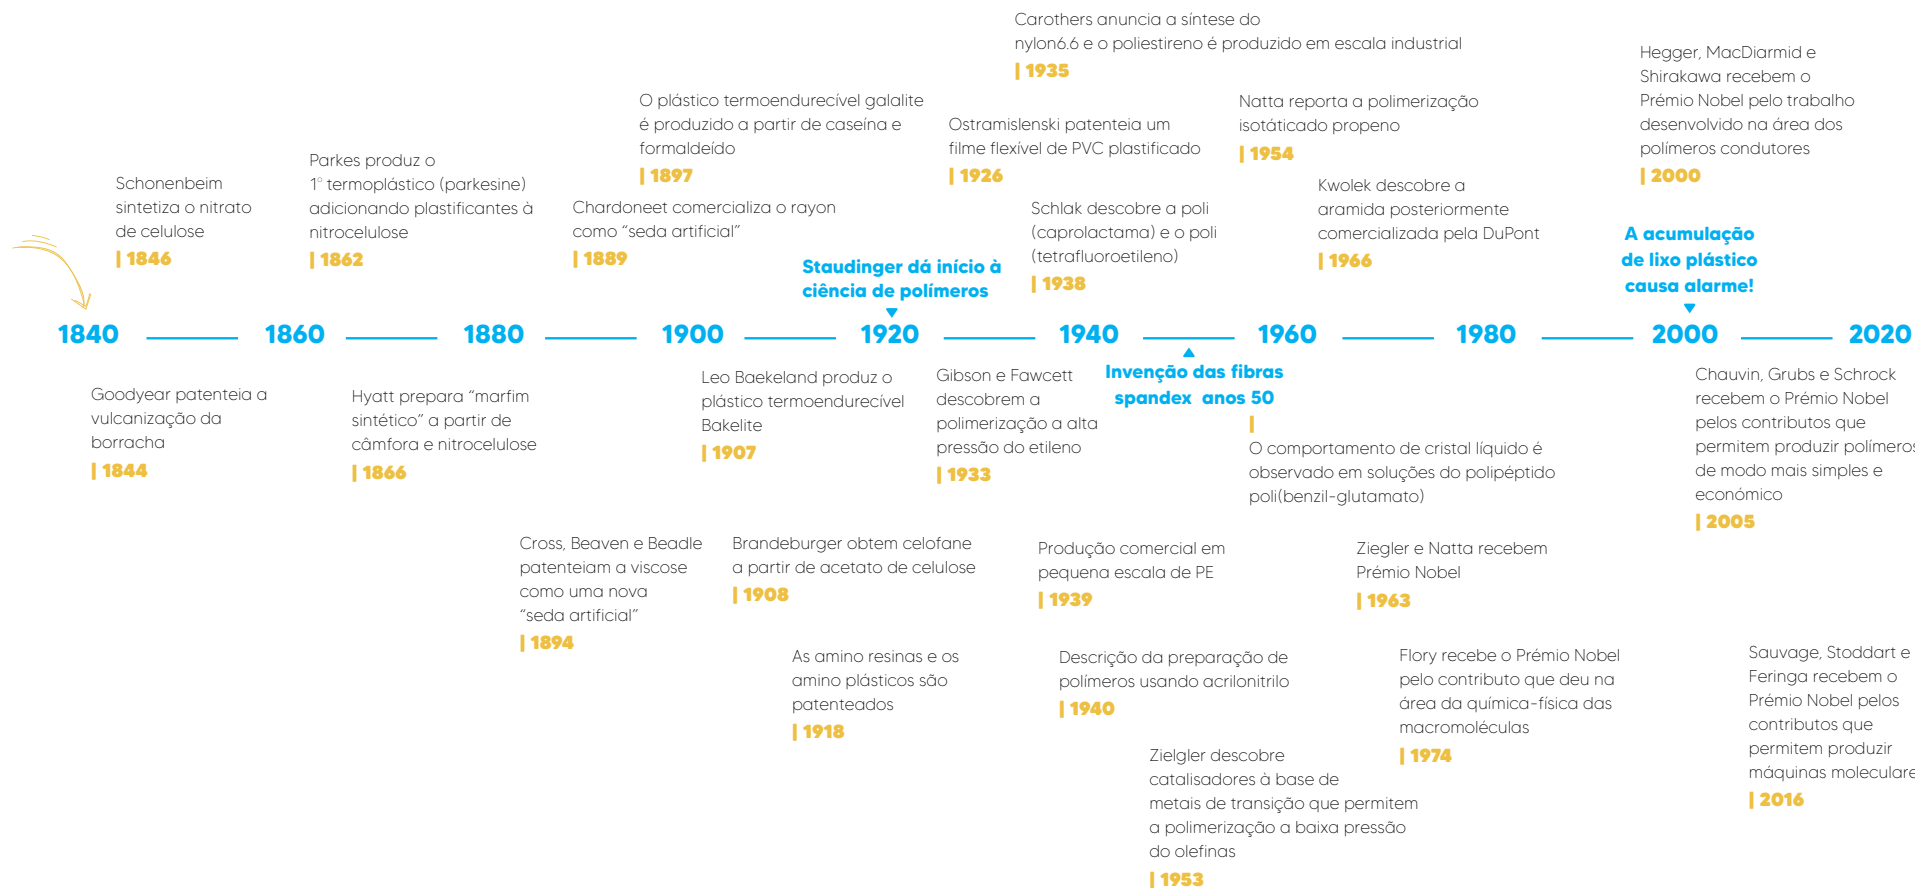 Carothers anuncia a síntese do
nylon6.6 e o poliestireno é produzido em escala industrial
| 1935
Hegger, MacDiarmid e
Shirakawa recebem o
Prémio Nobel pelo trabalho
desenvolvido na área dos
polímeros condutores
| 2000
O plástico termoendurecível galalite
é produzido a partir de caseína e
formaldeído
| 1897
Ostramislenski patenteia um
filme flexível de PVC plastificado
| 1926
Natta reporta a polimerização
isotáticado propeno
| 1954
Schonenbeim
sintetiza o nitrato
de celulose
| 1846
Parkes produz o
1º termoplástico (parkesine)
adicionando plastificantes à
nitrocelulose
| 1862
Chardoneet comercializa o rayon
como “seda artificial”
| 1889
Schlak descobre a poli
(caprolactama) e o poli
(tetrafluoroetileno)
| 1938
Kwolek descobre a
aramida posteriormente
comercializada pela DuPont
| 1966
Staudinger dá início à
ciência de polímeros
A acumulação
de lixo plástico
causa alarme!
1840 1860 1880 1900 1920 1940 1960 1980 2000 2020
Invenção das fibras
spandex anos 50
Goodyear patenteia a
vulcanização da
borracha
| 1844
Hyatt prepara “marfim
sintético” a partir de
câmfora e nitrocelulose
| 1866
Leo Baekeland produz o
plástico termoendurecível
Bakelite
| 1907
Gibson e Fawcett
descobrem a
polimerização a alta
pressão do etileno
| 1933
|
O comportamento de cristal líquido é
observado em soluções do polipéptido
poli(benzil-glutamato)
Chauvin, Grubs e Schrock
recebem o Prémio Nobel
pelos contributos que
permitem produzir polímeros
de modo mais simples e
económico
| 2005
Cross, Beaven e Beadle
patenteiam a viscose
como uma nova
“seda artificial”
| 1894
Brandeburger obtem celofane
a partir de acetato de celulose
| 1908
Produção comercial em
pequena escala de PE
| 1939
Ziegler e Natta recebem
Prémio Nobel
| 1963
As amino resinas e os
amino plásticos são
patenteados
| 1918
Descrição da preparação de
polímeros usando acrilonitrilo
| 1940
Flory recebe o Prémio Nobel
pelo contributo que deu na
área da química-física das
macromoléculas
| 1974
Sauvage, Stoddart e
Feringa recebem o
Prémio Nobel pelos
contributos que
permitem produzir
máquinas moleculare
| 2016
Zielgler descobre
catalisadores à base de
metais de transição que permitem
a polimerização a baixa pressão
do olefinas
| 1953